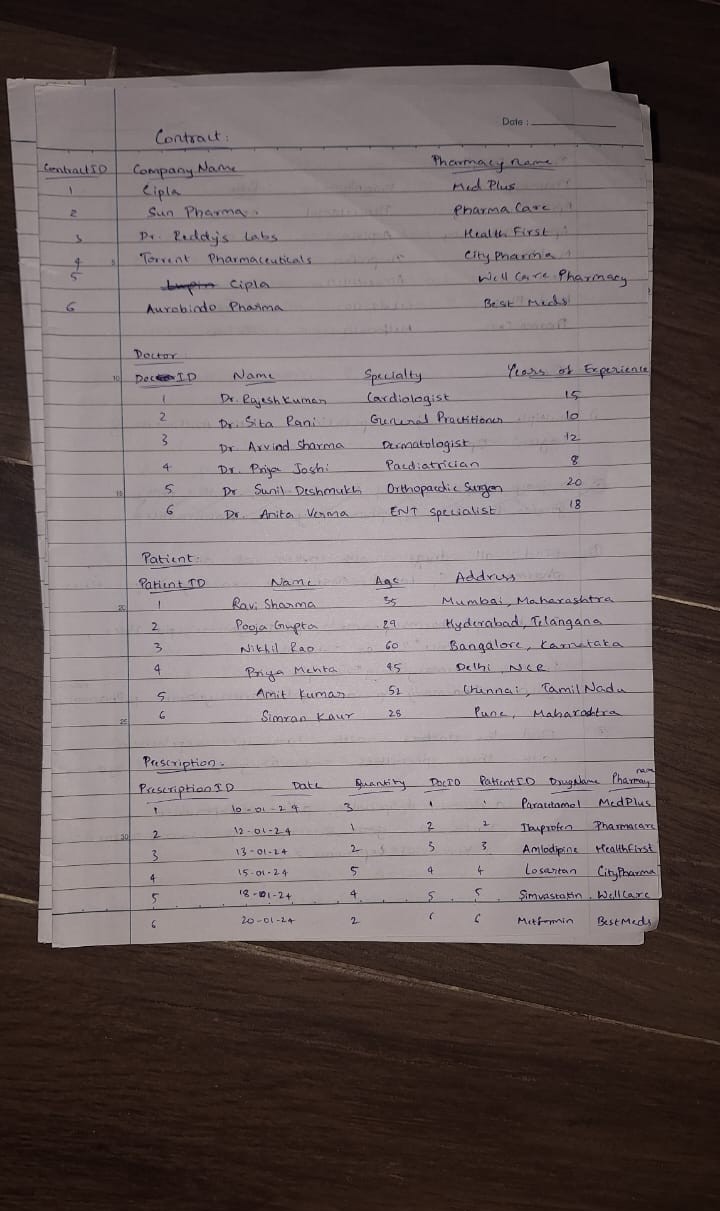 Date :
Contract :
ContractID Company Name Pharmacy name
1 Cipla Med Plus
2 Sun Pharma. Pharma Care
3 Dr. Reddy's Labs Health First
4 Torrent Pharmaceuticals City Pharma
5 Cipla Well Care Pharmacy
6 Aurobindo Pharma Best Meds
Doctor
10 Doc ID Name Specialty Years of Experience
1 Dr. Rajesh Kumar Cardiologist 15
2 Dr. Sita Rani General Practitioner 10
3 Dr Arvind Sharma Dermatologist 12
4 Dr. Priya Joshi Paediatrician 8
15 5 Dr Sunil Deshmukh Orthopaedic Surgeon 20
6 Dr. Anita Verma ENT Specialist 18
Patient:
Patient ID Name Age Address
20 1 Ravi Sharma 35 Mumbai, Maharashtra
2 Pooja Gupta 29 Hyderabad, Telangana
3 Nikhil Rao 60 Bangalore, Karnataka
4 Priya Mehta 45 Delhi, NCR
5 Amit Kumar 52 Chennai, Tamil Nadu
25 6 Simran Kaur 28 Pune, Maharashtra
Prescription.
Prescription ID Date Quantity DocID PatientID DrugName Pharmacy name
1 10-01-24 3 1 1 Paracetamol MedPlus
30 2 12-01-24 1 2 2 Ibuprofen Pharmacare
3 13-01-24 2 3 3 Amlodipine HealthFirst
4 15-01-24 5 4 4 Losartan CityPharma
5 18-01-24 4 5 5 Simvastatin WellCare
6 20-01-24 2 6 6 Metformin BestMeds